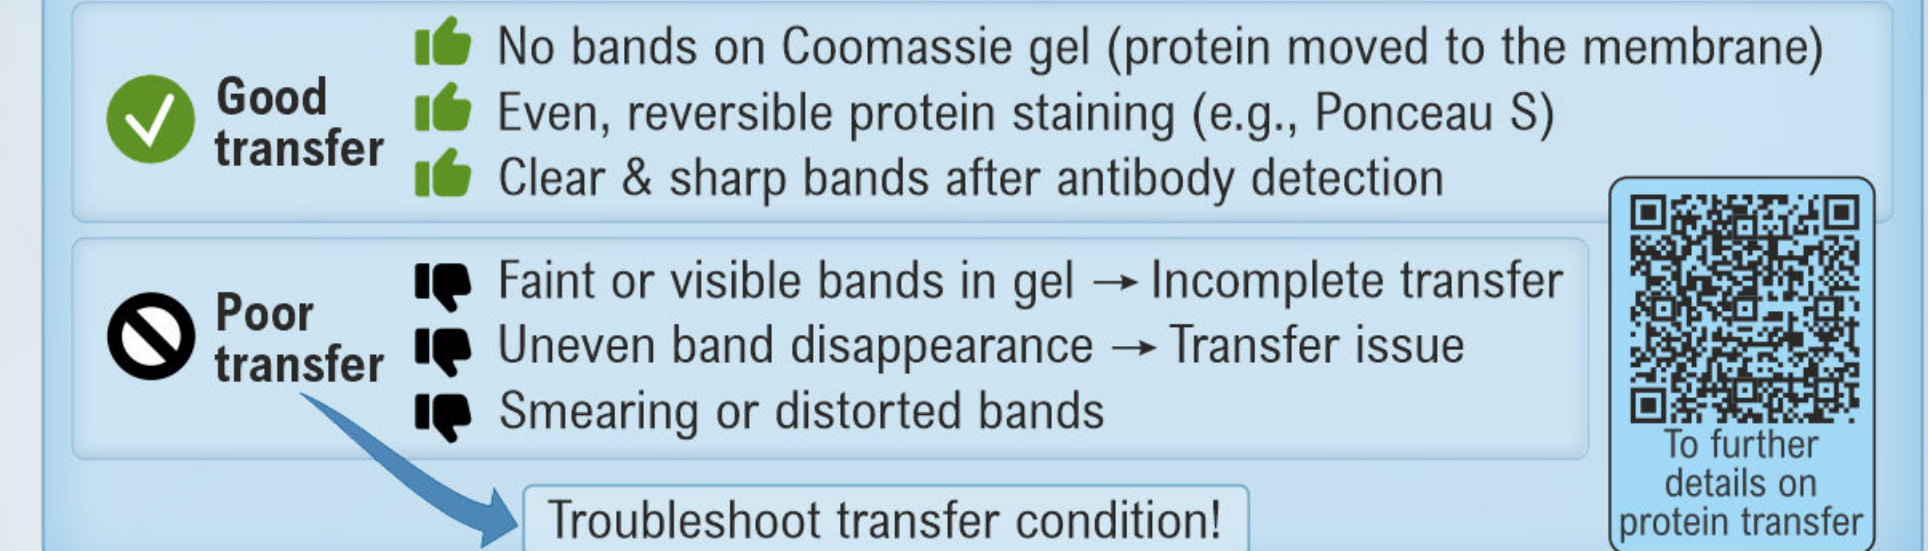 Good
transfer
No bands on Coomassie gel (protein moved to the membrane)
Even, reversible protein staining (e.g., Ponceau S)
Clear & sharp bands after antibody detection
Poor
transfer
Faint or visible bands in gel → Incomplete transfer
Uneven band disappearance → Transfer issue
Smearing or distorted bands
Troubleshoot transfer condition!
To further
details on
protein transfer